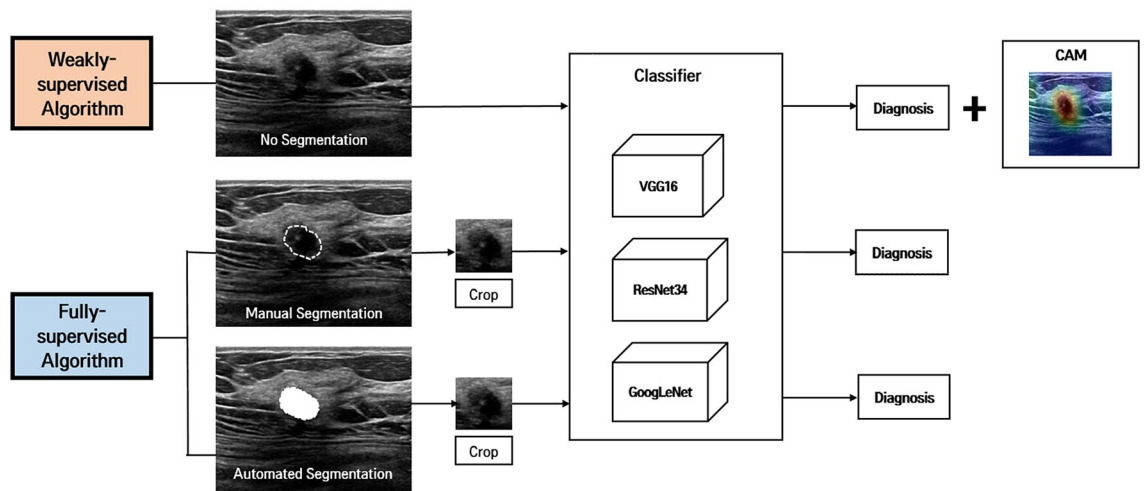 Weakly-
supervised
Algorithm
No Segmentation
Classifier
Diagnosis
+
CAM
VGG16
Manual Segmentation
Crop
ResNet34
Diagnosis
Fully-
supervised
Algorithm
Automated Segmentation
Crop
GoogLeNet
Diagnosis